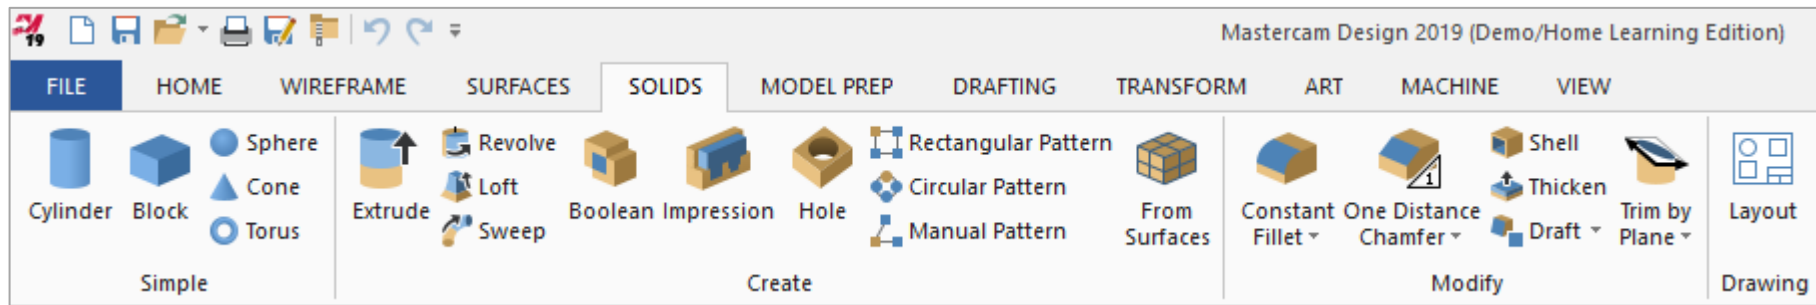 19
Mastercam Design 2019 (Demo/Home Learning Edition)
FILE HOME WIREFRAME SURFACES SOLIDS MODEL PREP DRAFTING TRANSFORM ART MACHINE VIEW
Cylinder
Block
Sphere
Cone
Torus
Simple
Extrude
Revolve
Loft
Sweep
Boolean
Impression
Hole
Rectangular Pattern
Circular Pattern
Manual Pattern
From
Surfaces
Create
Constant
Fillet
One Distance
Chamfer
1
Shell
Thicken
Draft
Trim by
Plane
Modify
Layout
Drawing